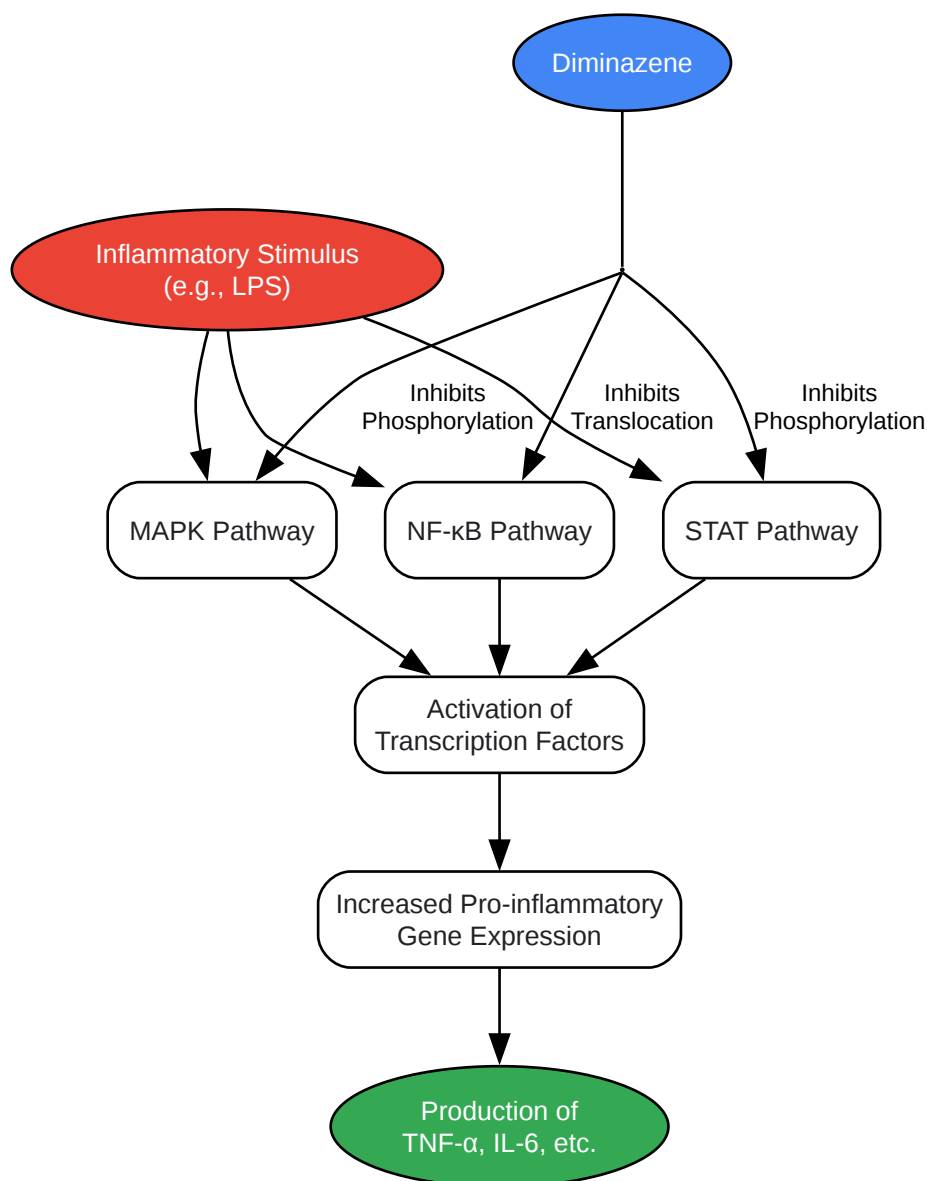 Diminazene
Inflammatory Stimulus
(e.g., LPS)
Inhibits
Phosphorylation
Inhibits
Translocation
Inhibits
Phosphorylation
MAPK Pathway
NF-κB Pathway
STAT Pathway
Activation of
Transcription Factors
Increased Pro-inflammatory
Gene Expression
Production of
TNF-α, IL-6, etc.